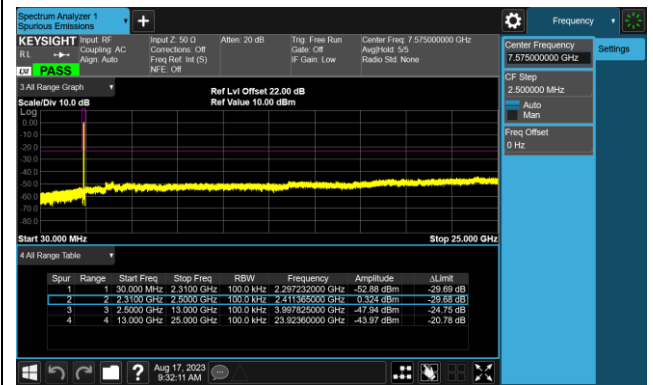 Spectrum Analyzer 1
Spurious Emissions
+
Frequency
KEYSIGHT Input: RF Input Z: 50 Ω Atten: 20 dB Trig: Free Run Center Freq: 7.575000000 GHz
RL Coupling: AC Corrections: Off Gate: Off Avg|Hold: 5/5
Align: Auto Freq Ref: Int (S) IF Gain: Low Radio Std: None
PASS NFE: Off
Center Frequency
7.575000000 GHz
Settings
CF Step
2.500000 MHz
Auto
Man
Freq Offset
0 Hz
3 All Range Graph
Ref Lvl Offset 22.00 dB
Scale/Div 10.0 dB Ref Value 10.00 dBm
Log
0.00
-10.0
-20.0
-30.0
-40.0
-50.0
-60.0
-70.0
-80.0
Start 30.000 MHz Stop 25.000 GHz
4 All Range Table
Spur Range Start Freq Stop Freq RBW Frequency Amplitude ΔLimit
1 1 30.000 MHz 2.3100 GHz 100.0 kHz 2.297232000 GHz -52.88 dBm -29.69 dB
2 2 2.3100 GHz 2.5000 GHz 100.0 kHz 2.411365000 GHz 0.324 dBm -29.68 dB
3 3 2.5000 GHz 13.000 GHz 100.0 kHz 3.997825000 GHz -47.94 dBm -24.75 dB
4 4 13.000 GHz 25.000 GHz 100.0 kHz 23.92360000 GHz -43.97 dBm -20.78 dB
? Aug 17, 2023
9:32:11 AM